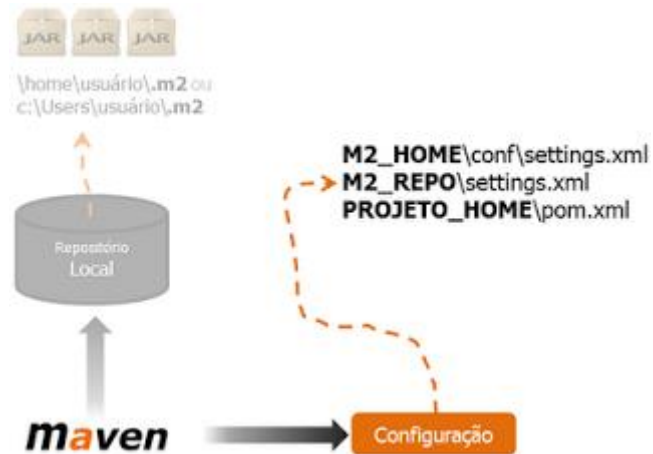 JAR JAR JAR
\home\usuário\.m2 ou
c:\Users\usuário\.m2
M2_HOME\conf\settings.xml
M2_REPO\settings.xml
PROJETO_HOME\pom.xml
Repositório
Local
maven
Configuração